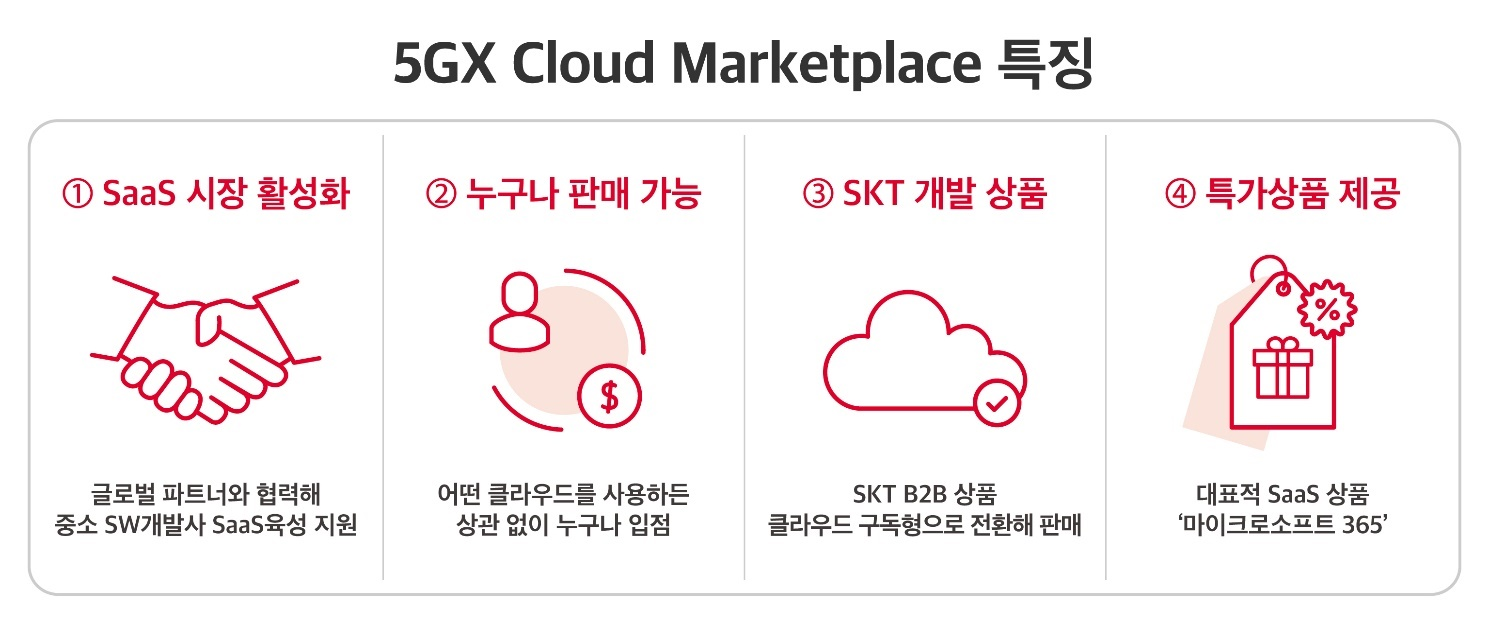 5GX Cloud Marketplace 특징
① SaaS 시장 활성화
글로벌 파트너와 협력해
중소 SW개발사 SaaS육성 지원
② 누구나 판매 가능
$
어떤 클라우드를 사용하든
상관 없이 누구나 입점
③ SKT 개발 상품
SKT B2B 상품
클라우드 구독형으로 전환해 판매
④ 특가상품 제공
%
대표적 SaaS 상품
‘마이크로소프트 365’